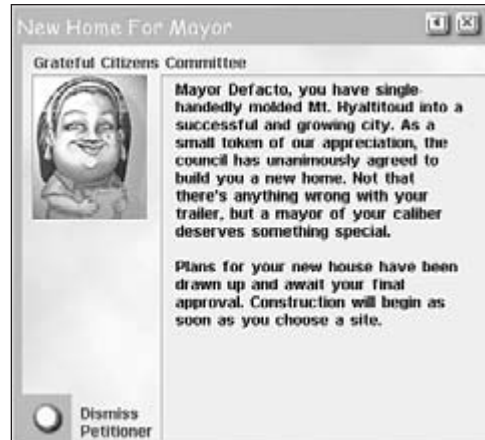 New Home For Mayor
Grateful Citizens Committee
Mayor Defacto, you have single-
handedly molded Mt. Hyaltitoud into a
successful and growing city. As a
small token of our appreciation, the
council has unanimously agreed to
build you a new home. Not that
there's anything wrong with your
trailer, but a mayor of your caliber
deserves something special.
Plans for your new house have been
drawn up and await your final
approval. Construction will begin as
soon as you choose a site.
Dismiss
Petitioner